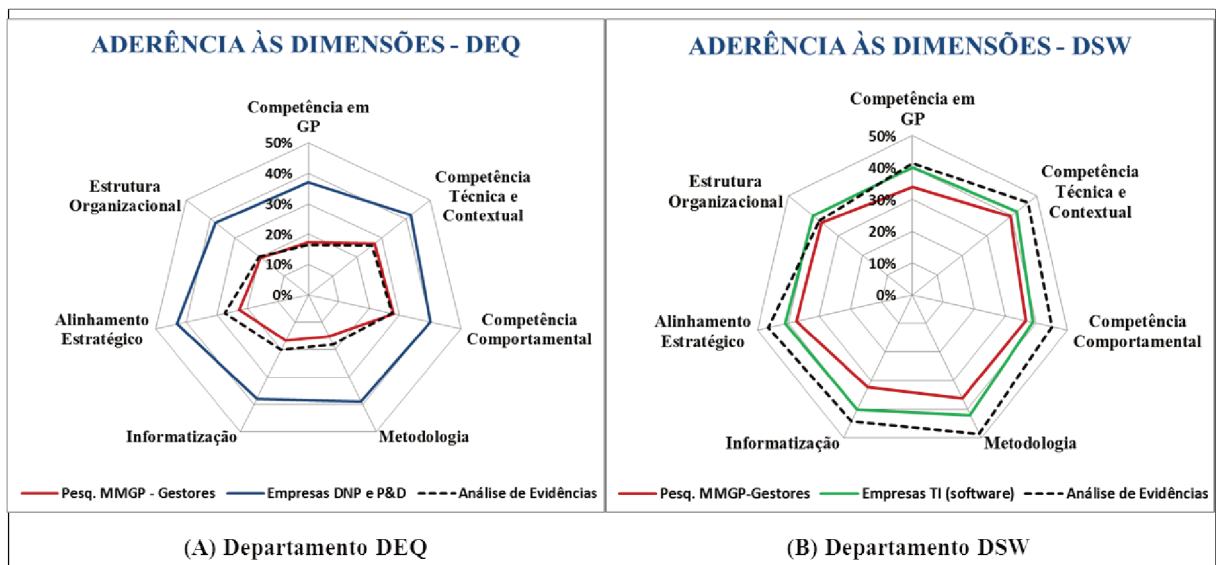 ADERÊNCIA ÀS DIMENSÕES - DEQ
Competência em
GP
50%
40%
30%
20%
10%
0%
Competência
Técnica e
Contextual
Competência
Comportamental
Metodologia
Informatização
Alinhamento
Estratégico
Estrutura
Organizacional
Pesq. MMGP - Gestores
Empresas DNP e P&D
Análise de Evidências
(A) Departamento DEQ
ADERÊNCIA ÀS DIMENSÕES - DSW
Competência em
GP
50%
40%
30%
20%
10%
0%
Competência
Técnica e
Contextual
Competência
Comportamental
Metodologia
Informatização
Alinhamento
Estratégico
Estrutura
Organizacional
Pesq. MMGP-Gestores
Empresas TI (software)
Análise de Evidências
(B) Departamento DSW